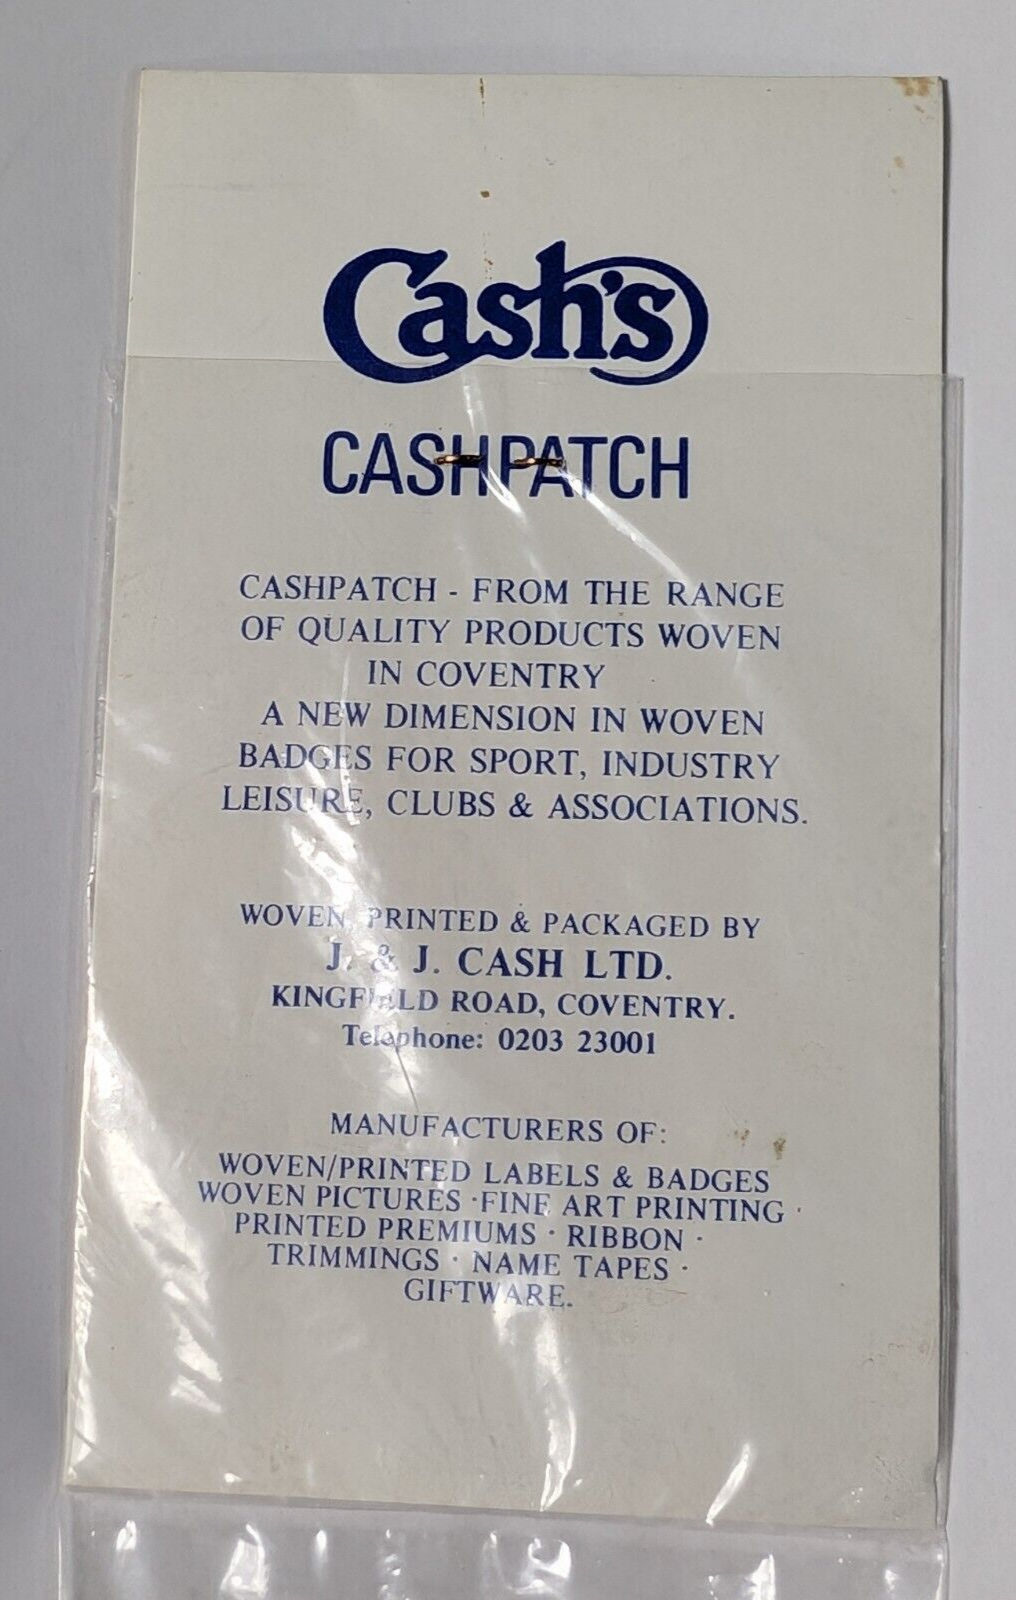 Cash's
CASHPATCH
CASHPATCH - FROM THE RANGE
OF QUALITY PRODUCTS WOVEN
IN COVENTRY
A NEW DIMENSION IN WOVEN
BADGES FOR SPORT, INDUSTRY
LEISURE, CLUBS & ASSOCIATIONS.
WOVEN, PRINTED & PACKAGED BY
J. & J. CASH LTD.
KINGFIELD ROAD, COVENTRY.
Telephone: 0203 23001
MANUFACTURERS OF:
WOVEN/PRINTED LABELS & BADGES
WOVEN PICTURES · FINE ART PRINTING ·
PRINTED PREMIUMS · RIBBON ·
TRIMMINGS · NAME TAPES ·
GIFTWARE.